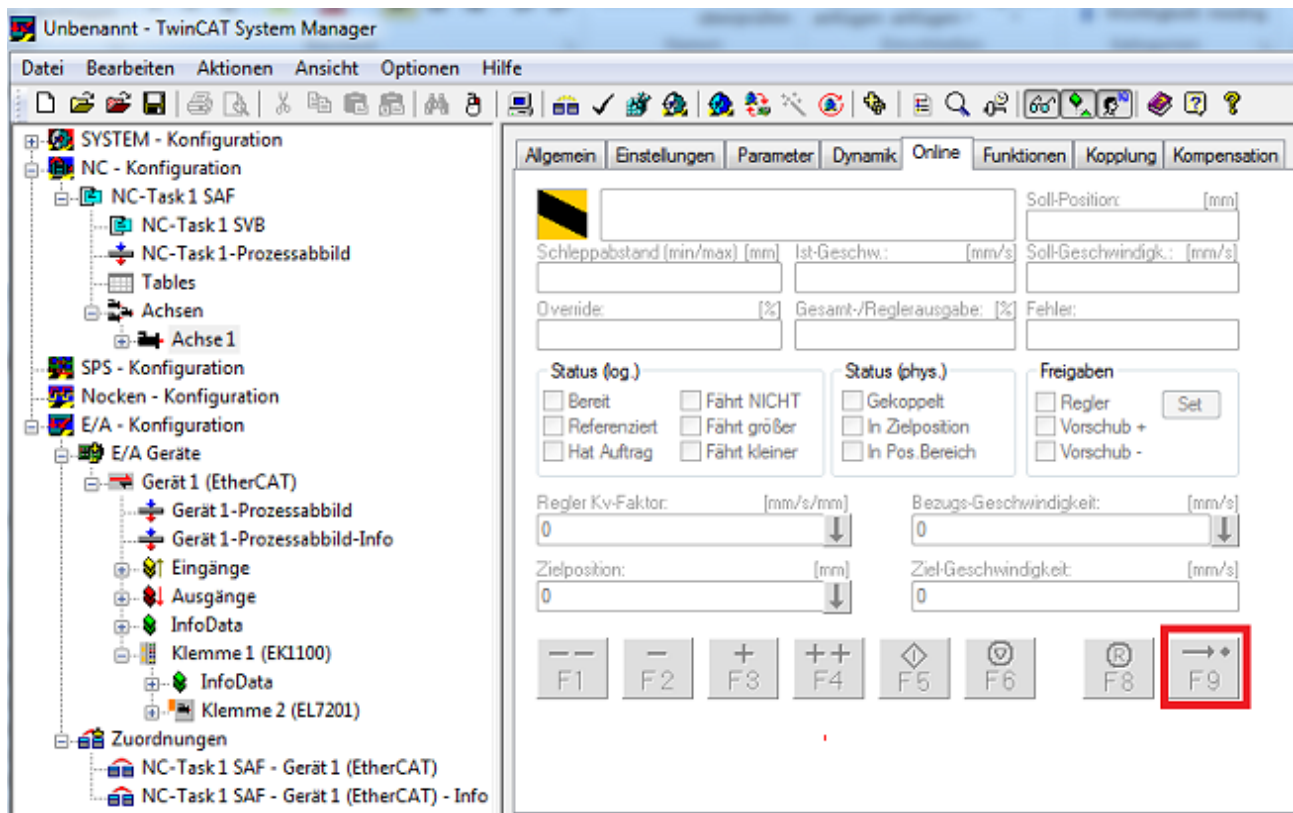 Unbenannt - TwinCAT System Manager
Datei Bearbeiten Aktionen Ansicht Optionen Hilfe
SYSTEM - Konfiguration
NC - Konfiguration
NC-Task 1 SAF
NC-Task 1 SVB
NC-Task 1-Prozessabbild
Tables
Achsen
Achse 1
SPS - Konfiguration
Nocken - Konfiguration
E/A - Konfiguration
E/A Geräte
Gerät 1 (EtherCAT)
Gerät 1-Prozessabbild
Gerät 1-Prozessabbild-Info
Eingänge
Ausgänge
InfoData
Klemme 1 (EK1100)
InfoData
Klemme 2 (EL7201)
Zuordnungen
NC-Task 1 SAF - Gerät 1 (EtherCAT)
NC-Task 1 SAF - Gerät 1 (EtherCAT) - Info
Allgemein Einstellungen Parameter Dynamik Online Funktionen Kopplung Kompensation
Soll-Position: [mm]
Schleppabstand (min/max) [mm] Ist-Geschw.: [mm/s] Soll-Geschwindigk.: [mm/s]
Override: [%] Gesamt-/Reglerausgabe: [%] Fehler:
Status (log.) Status (phys.) Freigaben
Bereit Fährt NICHT Gekoppelt Regler Set
Referenziert Fährt größer In Zielposition Vorschub +
Hat Auftrag Fährt kleiner In Pos.Bereich Vorschub -
Regler Kv-Faktor: [mm/s/mm] Bezugs-Geschwindigkeit: [mm/s]
0 0
Zielposition: [mm] Ziel-Geschwindigkeit: [mm/s]
0 0
-- - + ++ R
F1 F2 F3 F4 F5 F6 F8 F9